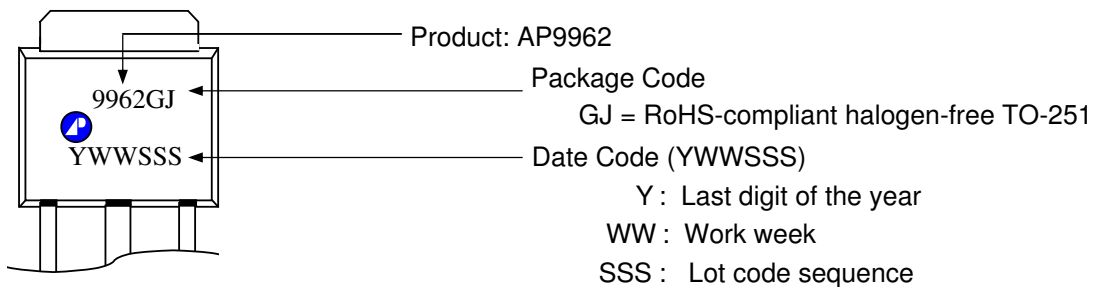 Product: AP9962
Package Code
9962GJ
GJ = RoHS-compliant halogen-free TO-251
AP
YWWSSS
Date Code (YWWSSS)
Y : Last digit of the year
WW : Work week
SSS : Lot code sequence